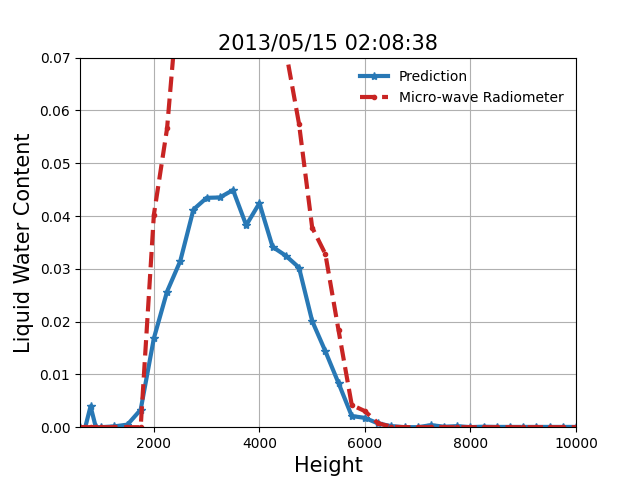 2013/05/15 02:08:38
0.07
0.06
0.05
0.04
0.03
0.02
0.01
0.00
Liquid Water Content
Prediction
Micro-wave Radiometer
2000 4000 6000 8000 10000
Height